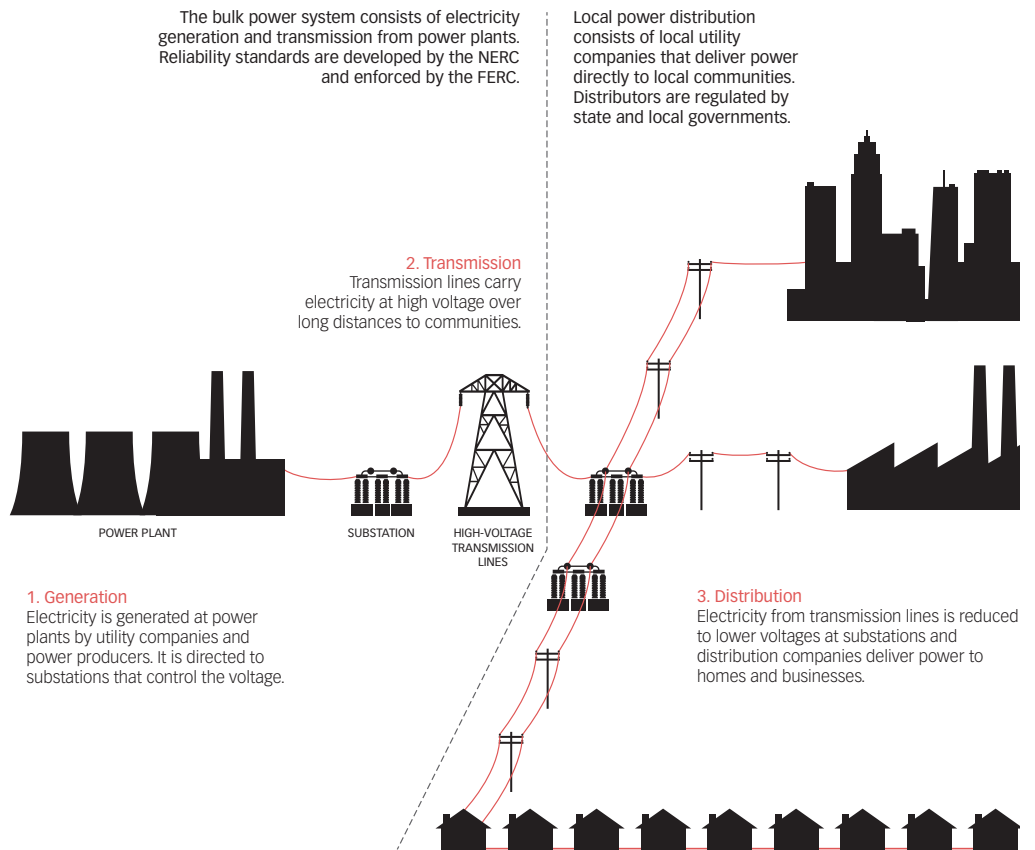 The bulk power system consists of electricity
generation and transmission from power plants.
Reliability standards are developed by the NERC
and enforced by the FERC.
Local power distribution
consists of local utility
companies that deliver power
directly to local communities.
Distributors are regulated by
state and local governments.
2. Transmission
Transmission lines carry
electricity at high voltage over
long distances to communities.
POWER PLANT
SUBSTATION
HIGH-VOLTAGE
TRANSMISSION
LINES
1. Generation
Electricity is generated at power
plants by utility companies and
power producers. It is directed to
substations that control the voltage.
3. Distribution
Electricity from transmission lines is reduced
to lower voltages at substations and
distribution companies deliver power to
homes and businesses.